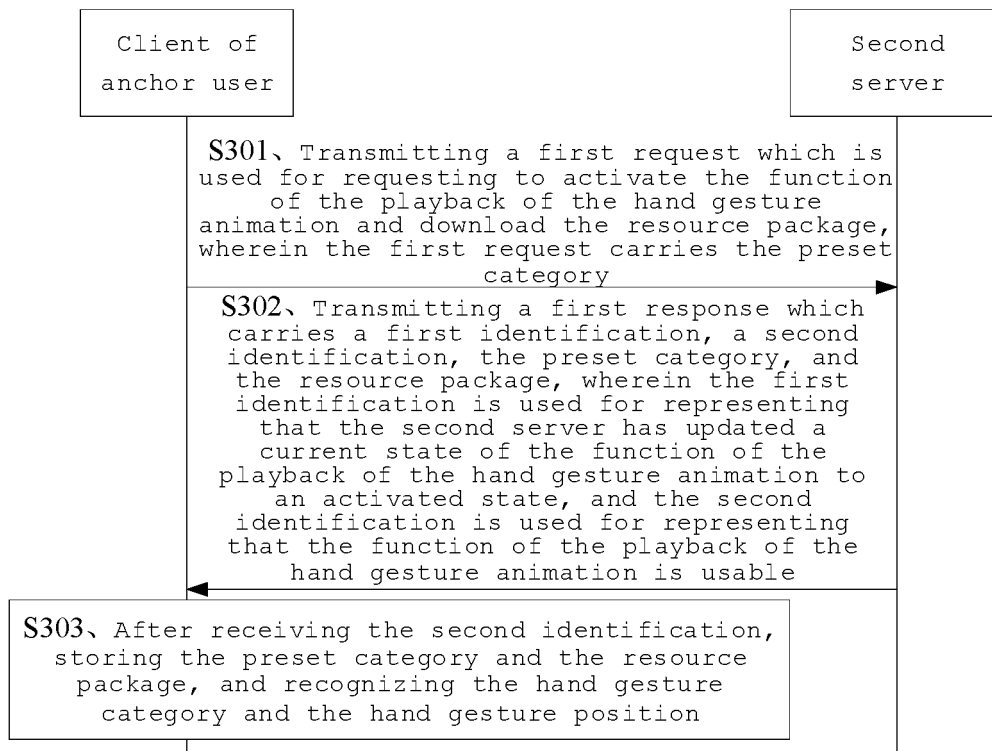 Client of
anchor user
Second
server
S301、Transmitting a first request which is
used for requesting to activate the function
of the playback of the hand gesture
animation and download the resource package,
wherein the first request carries the preset
category
S302、Transmitting a first response which
carries a first identification, a second
identification, the preset category, and
the resource package, wherein the first
identification is used for representing
that the second server has updated a
current state of the function of the
playback of the hand gesture animation to
an activated state, and the second
identification is used for representing
that the function of the playback of the
hand gesture animation is usable
S303、After receiving the second identification,
storing the preset category and the resource
package, and recognizing the hand gesture
category and the hand gesture position